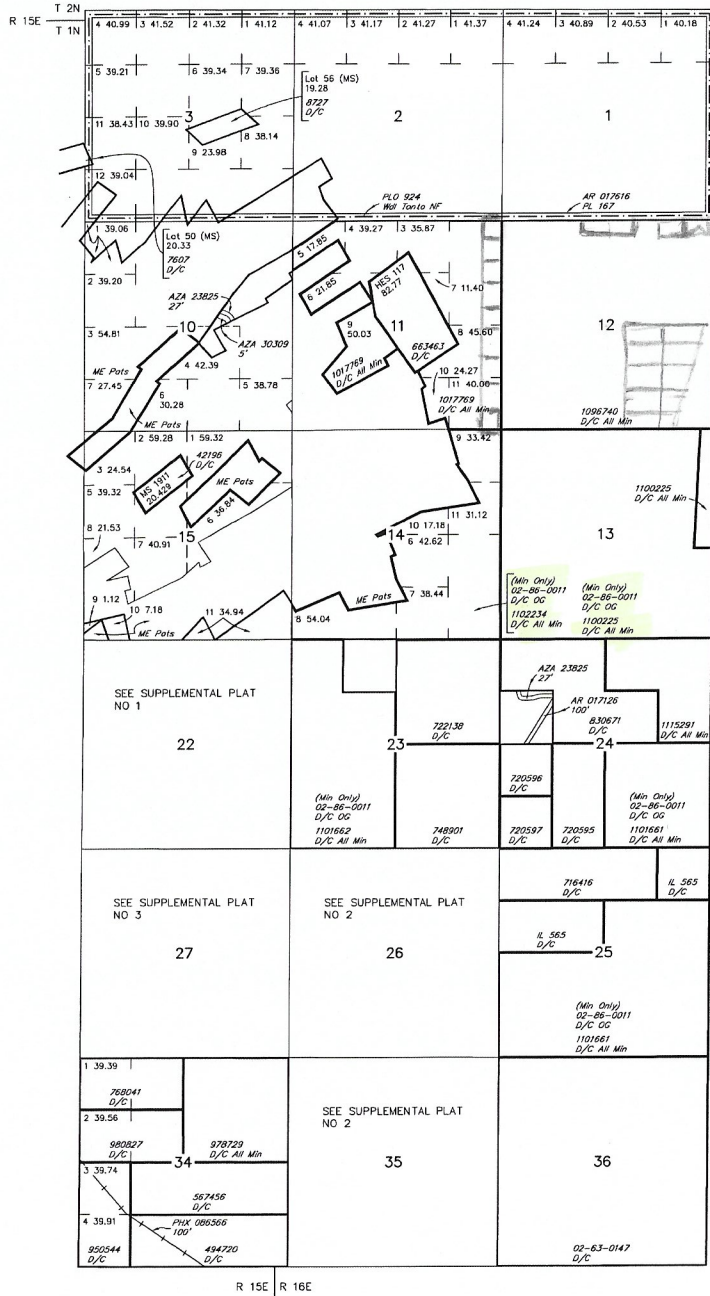 T 2N
R 15E
T 1N
4 40.99 3 41.52 2 41.32 1 41.12 4 41.07 3 41.17 2 41.27 1 41.37 4 41.24 3 40.89 2 40.53 1 40.18
5 39.21 6 39.34 7 39.36
Lot 56 (MS)
19.28
8727
D/C
11 38.43 10 39.90 3 8 38.14
2
1
9 23.98
12 39.04
PLO 924
Wdl Tonto NF
AR 017616
PL 167
1 39.06
Lot 50 (MS)
20.33
7607
D/C
4 39.27 3 35.87
5 17.85
2 39.20
AZA 23825
27'
6 21.85
HES 117
82.77
7 11.40
3 54.81
10
AZA 30309
5'
9
50.03
11
8 45.60
12
4 42.39
663463
D/C
ME Pats
7 27.45
6
30.28
5 38.78
1017769
D/C All Min
10 24.27
11 40.00
1017769
D/C All Min
ME Pats
1096740
D/C All Min
2 59.28 1 59.32
9 33.42
3 24.54
42196
D/C
5 39.32
MS 1911
20.429
ME Pats
1100225
D/C All Min
6 36.84
11 31.12
8 21.53
7 40.91
15
10 17.18
14
6 42.62
13
7 38.44
(Min Only)
02-86-0011
D/C OG
1102234
D/C All Min
(Min Only)
02-86-0011
D/C OG
1100225
D/C All Min
9 1.12
10 7.18
ME Pats
11 34.94
ME Pats
8 54.04
SEE SUPPLEMENTAL PLAT
NO 1
22
722138
D/C
23
AZA 23825
27'
AR 017126
100'
830671
D/C
1115291
D/C All Min
24
(Min Only)
02-86-0011
D/C OG
1101662
D/C All Min
748901
D/C
720596
D/C
720597
D/C
720595
D/C
(Min Only)
02-86-0011
D/C OG
1101661
D/C All Min
SEE SUPPLEMENTAL PLAT
NO 3
27
SEE SUPPLEMENTAL PLAT
NO 2
26
716416
D/C
IL 565
D/C
IL 565
D/C
25
(Min Only)
02-86-0011
D/C OG
1101661
D/C All Min
1 39.39
768041
D/C
2 39.56
980827
D/C
978729
D/C All Min
34
3 39.74
567456
D/C
4 39.91
PHX 086566
100'
950544
D/C
494720
D/C
SEE SUPPLEMENTAL PLAT
NO 2
35
36
02-63-0147
D/C
R 15E R 16E